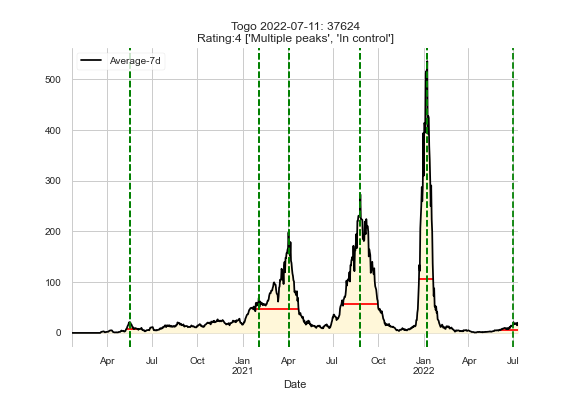 Togo 2022-07-11: 37624
Rating:4 ['Multiple peaks', 'In control']
Average-7d
500
400
300
200
100
0
Apr Jul Oct Jan Apr Jul Oct Jan Apr Jul
2021 2022
Date